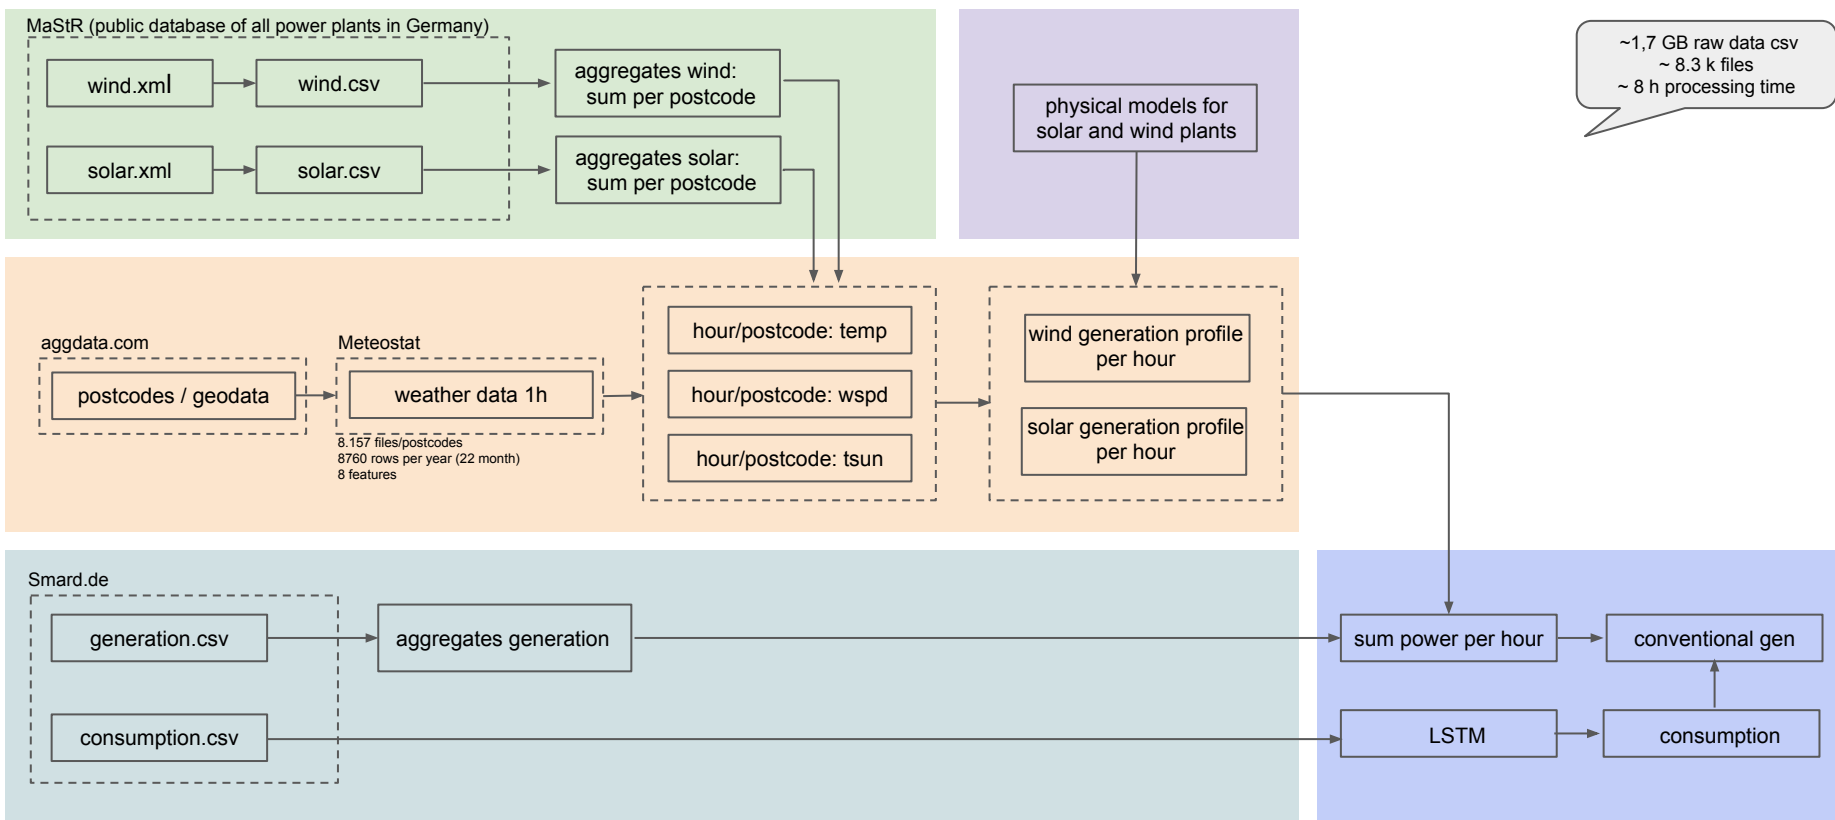 MaStR (public database of all power plants in Germany)
wind.xml
wind.csv
aggregates wind:
sum per postcode
solar.xml
solar.csv
aggregates solar:
sum per postcode
physical models for
solar and wind plants
~1,7 GB raw data csv
~ 8.3 k files
~ 8 h processing time
aggdata.com
postcodes / geodata
Meteostat
weather data 1h
8.157 files/postcodes
8760 rows per year (22 month)
8 features
hour/postcode: temp
hour/postcode: wspd
hour/postcode: tsun
wind generation profile
per hour
solar generation profile
per hour
Smard.de
generation.csv
aggregates generation
consumption.csv
sum power per hour
conventional gen
LSTM
consumption